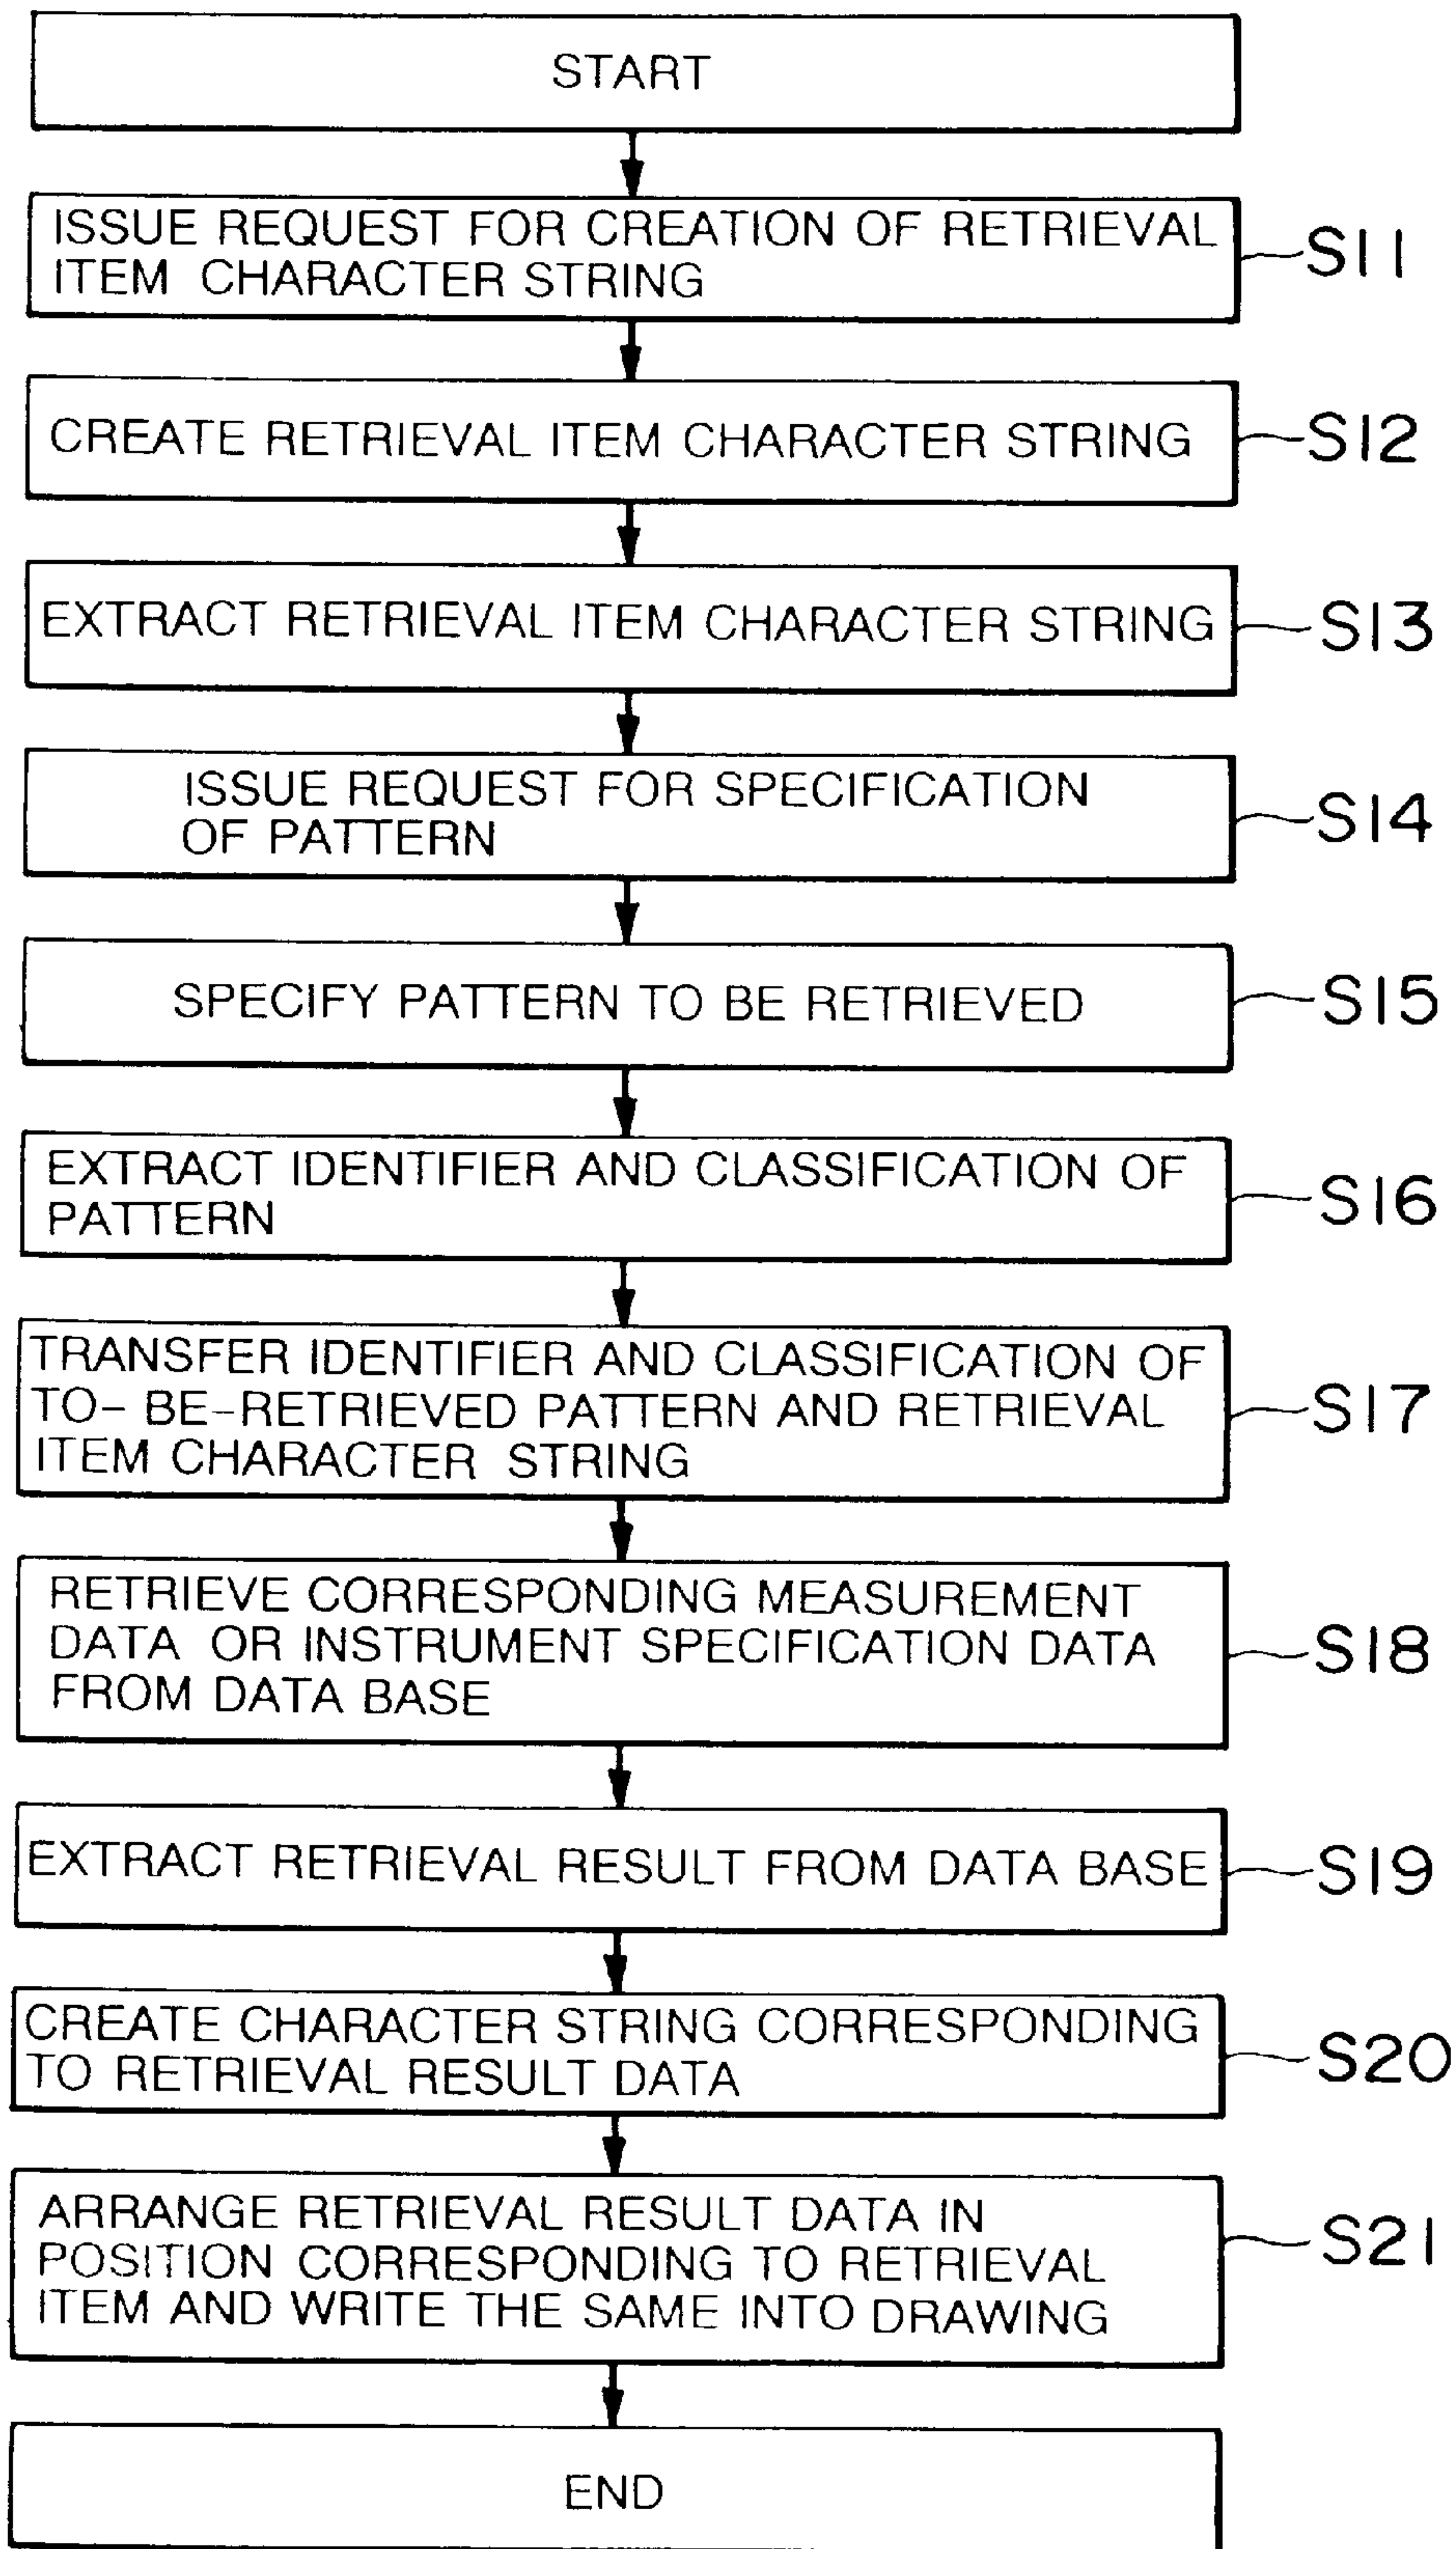 START
ISSUE REQUEST FOR CREATION OF RETRIEVAL
ITEM CHARACTER STRING
S11
CREATE RETRIEVAL ITEM CHARACTER STRING
S12
EXTRACT RETRIEVAL ITEM CHARACTER STRING
S13
ISSUE REQUEST FOR SPECIFICATION
OF PATTERN
S14
SPECIFY PATTERN TO BE RETRIEVED
S15
EXTRACT IDENTIFIER AND CLASSIFICATION OF
PATTERN
S16
TRANSFER IDENTIFIER AND CLASSIFICATION OF
TO-BE-RETRIEVED PATTERN AND RETRIEVAL
ITEM CHARACTER STRING
S17
RETRIEVE CORRESPONDING MEASUREMENT
DATA OR INSTRUMENT SPECIFICATION DATA
FROM DATA BASE
S18
EXTRACT RETRIEVAL RESULT FROM DATA BASE
S19
CREATE CHARACTER STRING CORRESPONDING
TO RETRIEVAL RESULT DATA
S20
ARRANGE RETRIEVAL RESULT DATA IN
POSITION CORRESPONDING TO RETRIEVAL
ITEM AND WRITE THE SAME INTO DRAWING
S21
END